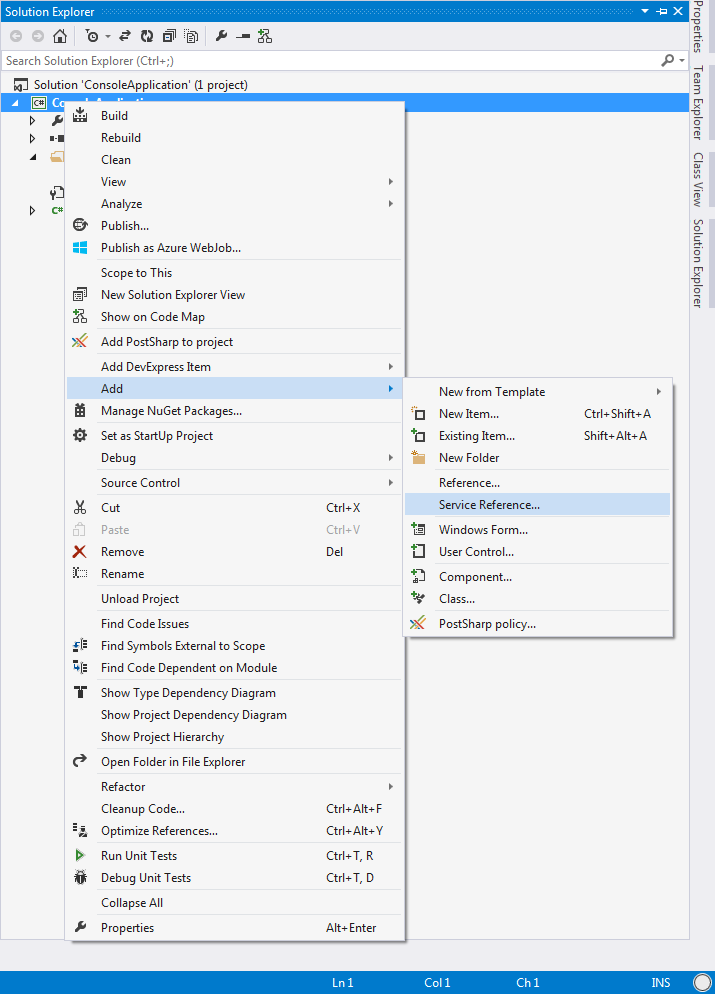 Solution Explorer
Search Solution Explorer (Ctrl+;)
Solution 'ConsoleApplication' (1 project)
C#
C#
Build
Rebuild
Clean
View
Analyze
Publish...
Publish as Azure WebJob...
Scope to This
New Solution Explorer View
Show on Code Map
Add PostSharp to project
Add DevExpress Item
Add
Manage NuGet Packages...
Set as StartUp Project
Debug
Source Control
Cut Ctrl+X
Paste Ctrl+V
Remove Del
Rename
Unload Project
Find Code Issues
Find Symbols External to Scope
Find Code Dependent on Module
Show Type Dependency Diagram
Show Project Dependency Diagram
Show Project Hierarchy
Open Folder in File Explorer
Refactor
Cleanup Code... Ctrl+Alt+F
Optimize References... Ctrl+Alt+Y
Run Unit Tests Ctrl+T, R
Debug Unit Tests Ctrl+T, D
Collapse All
Properties Alt+Enter
New from Template
New Item... Ctrl+Shift+A
Existing Item... Shift+Alt+A
New Folder
Reference...
Service Reference...
Windows Form...
User Control...
Component...
Class...
PostSharp policy...
Properties
Team Explorer
Class View
Solution Explorer
Ln 1 Col 1 Ch 1 INS